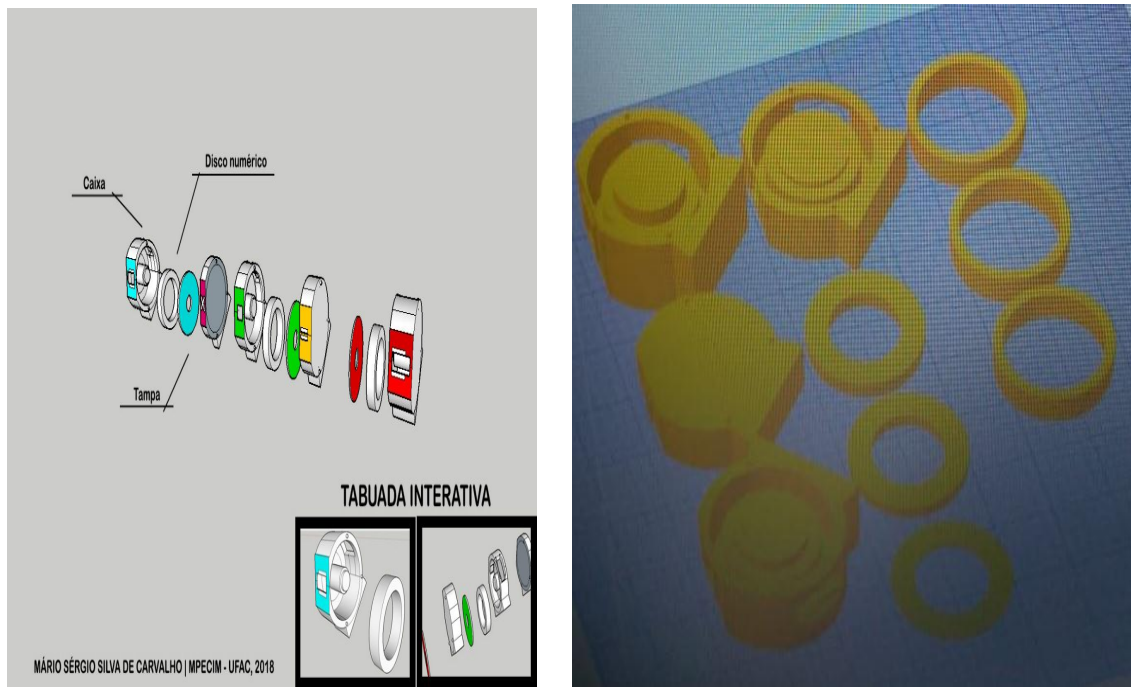 Disco numérico
Caixa
Tampa
TABUADA INTERATIVA
MÁRIO SÉRGIO SILVA DE CARVALHO | MPECIM - UFAC, 2018